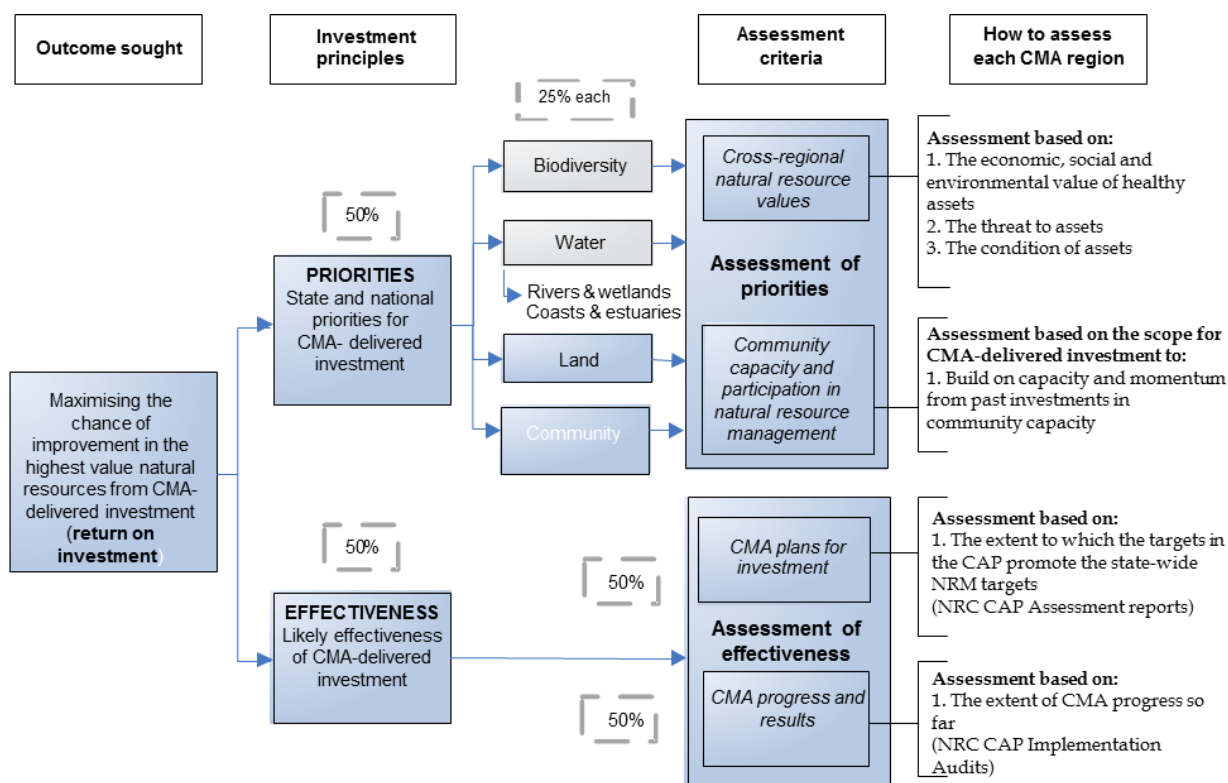 Outcome sought
Investment
principles
Assessment
criteria
How to assess
each CMA region
25% each
50%
PRIORITIES
State and national
priorities for
CMA- delivered
investment
Biodiversity
Water
Rivers & wetlands
Coasts & estuaries
Land
Community
Cross-regional
natural resource
values
Assessment of
priorities
Community
capacity and
participation in
natural resource
management
Assessment based on:
1. The economic, social and
environmental value of healthy
assets
2. The threat to assets
3. The condition of assets
Assessment based on the scope for
CMA-delivered investment to:
1. Build on capacity and momentum
from past investments in
community capacity
Maximising the
chance of
improvement in the
highest value natural
resources from CMA-
delivered investment
(return on
investment)
50%
EFFECTIVENESS
Likely effectiveness
of CMA-delivered
investment
50%
50%
CMA plans for
investment
Assessment of
effectiveness
CMA progress and
results
Assessment based on:
1. The extent to which the targets in
the CAP promote the state-wide
NRM targets
(NRC CAP Assessment reports)
Assessment based on:
1. The extent of CMA progress so
far
(NRC CAP Implementation
Audits)